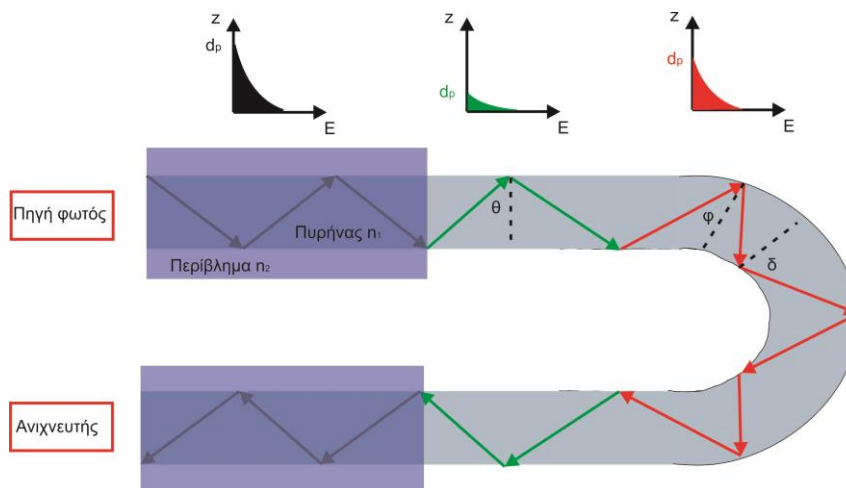 z
dp
E
z
dp
E
z
dp
E
Πηγή φωτός
Πυρήνας n1
Περίβλημα n2
θ
φ
δ
Ανιχνευτής